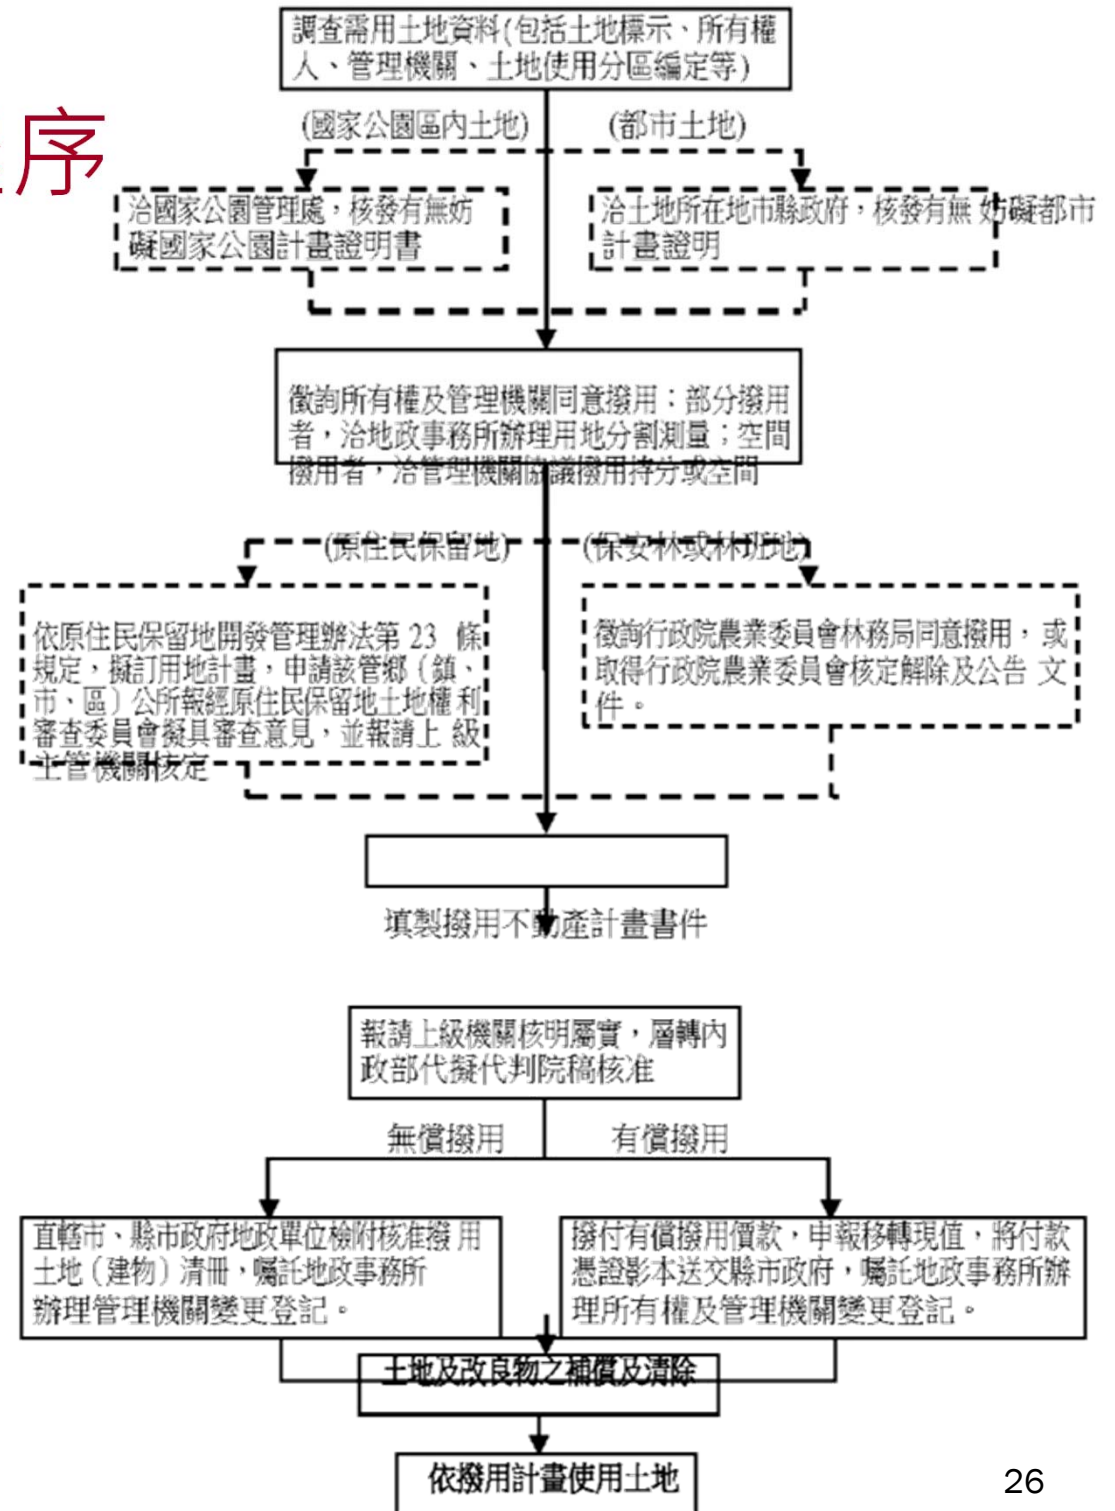 序
調查需用土地資料(包括土地標示、所有權
人、管理機關、土地使用分區編定等)
(國家公園區內土地)
(都市土地)
洽國家公園管理處，核發有無妨
礙國家公園計畫證明書
洽土地所在地市縣政府，核發有無 妨礙都市
計畫證明
徵詢所有權及管理機關同意撥用；部分撥用
者，洽地政事務所辦理用地分割測量；空間
撥用者，洽管理機關協議撥用持分或空間
(原住民保留地)
(保安林或林班地)
依原住民保留地開發管理辦法第 23 條
規定，擬訂用地計畫，申請該管鄉（鎮、
市、區）公所報經原住民保留地土地權 利
審查委員會擬具審查意見，並報請上 級
主管機關核定
徵詢行政院農業委員會林務局同意撥用， 或
取得行政院農業委員會核定解除及公告 文
件。
填製撥用不動產計畫書件
報請上級機關核明屬實，層轉內
政部代擬代判院稿核准
無償撥用
有償撥用
直轄市、縣市政府地政單位檢附核准撥 用
土地（建物）清冊，囑託地政事務所
辦理管理機關變更登記。
撥付有償撥用價款，申報移轉現值，將付款
憑證影本送交縣市政府，囑託地政事務所辦
理所有權及管理機關變更登記。
土地及改良物之補償及清除
依撥用計畫使用土地
26